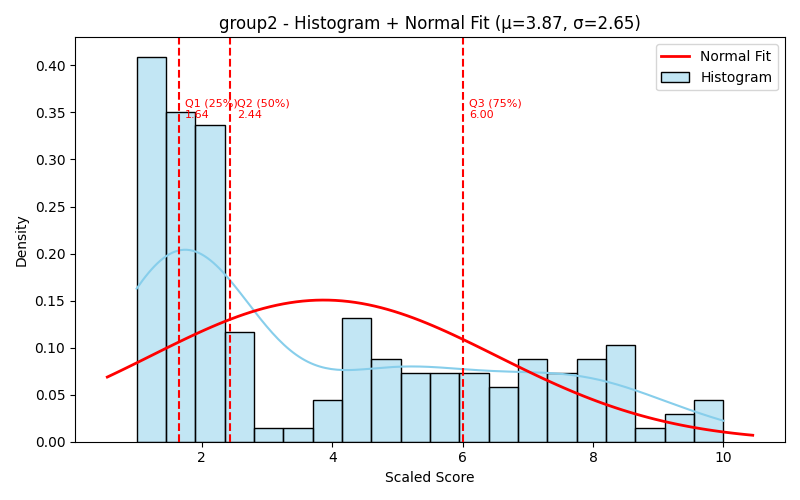 group2 - Histogram + Normal Fit (μ=3.87, σ=2.65)
Normal Fit
Histogram
Q1 (25%)
1.64
Q2 (50%)
2.44
Q3 (75%)
6.00
0.40
0.35
0.30
0.25
0.20
0.15
0.10
0.05
0.00
Density
2
4
6
8
10
Scaled Score